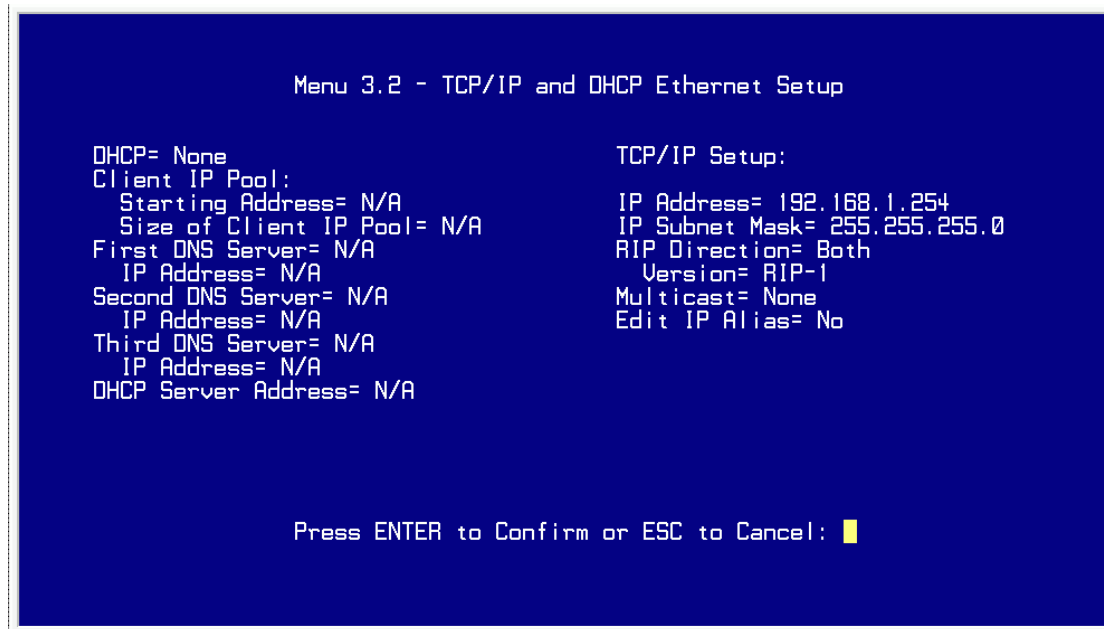 Menu 3.2 - TCP/IP and DHCP Ethernet Setup
DHCP= None
Client IP Pool:
Starting Address= N/A
Size of Client IP Pool= N/A
First DNS Server= N/A
IP Address= N/A
Second DNS Server= N/A
IP Address= N/A
Third DNS Server= N/A
IP Address= N/A
DHCP Server Address= N/A
TCP/IP Setup:
IP Address= 192.168.1.254
IP Subnet Mask= 255.255.255.0
RIP Direction= Both
Version= RIP-1
Multicast= None
Edit IP Alias= No
Press ENTER to Confirm or ESC to Cancel: